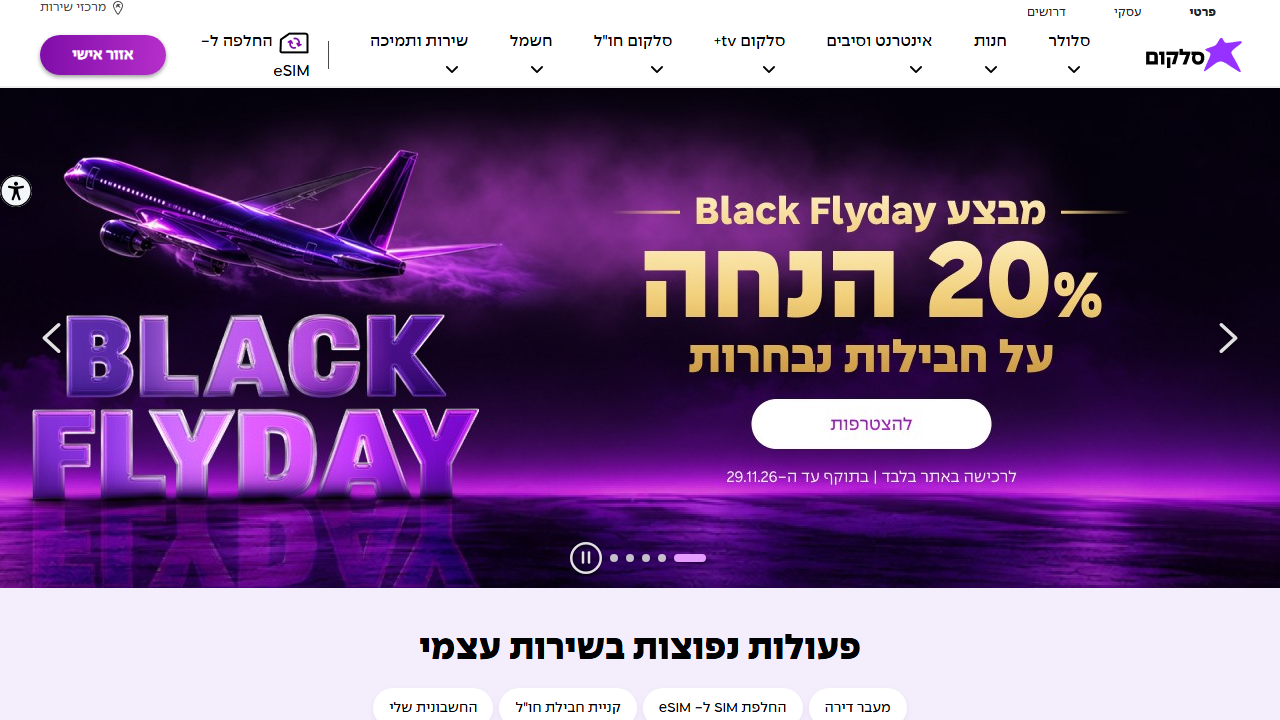 פרטי
עסקי
דרושים
מרכזי שירות
סלקום
סלולר
חנות
אינטרנט וסיבים
סלקום tv+
סלקום חו"ל
חשמל
שירות ותמיכה
החלפה ל-
eSIM
אזור אישי
מבצע Black Flyday
20% הנחה
על חבילות נבחרות
להצטרפות
לרכישה באתר בלבד | בתוקף עד ה-29.11.26
BLACK
FLYDAY
פעולות נפוצות בשירות עצמי
מעבר דירה
החלפת SIM ל- eSIM
קניית חבילת חו"ל
החשבונית שלי